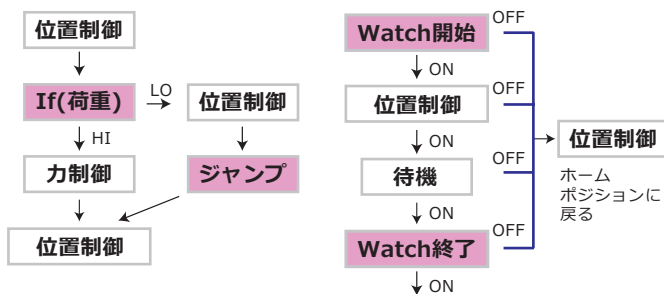 位置制御
If(荷重)
LO
位置制御
HI
力制御
ジャンプ
位置制御
Watch開始
OFF
ON
位置制御
OFF
ON
待機
OFF
ON
Watch終了
OFF
ON
位置制御
ホーム
ポジションに
戻る